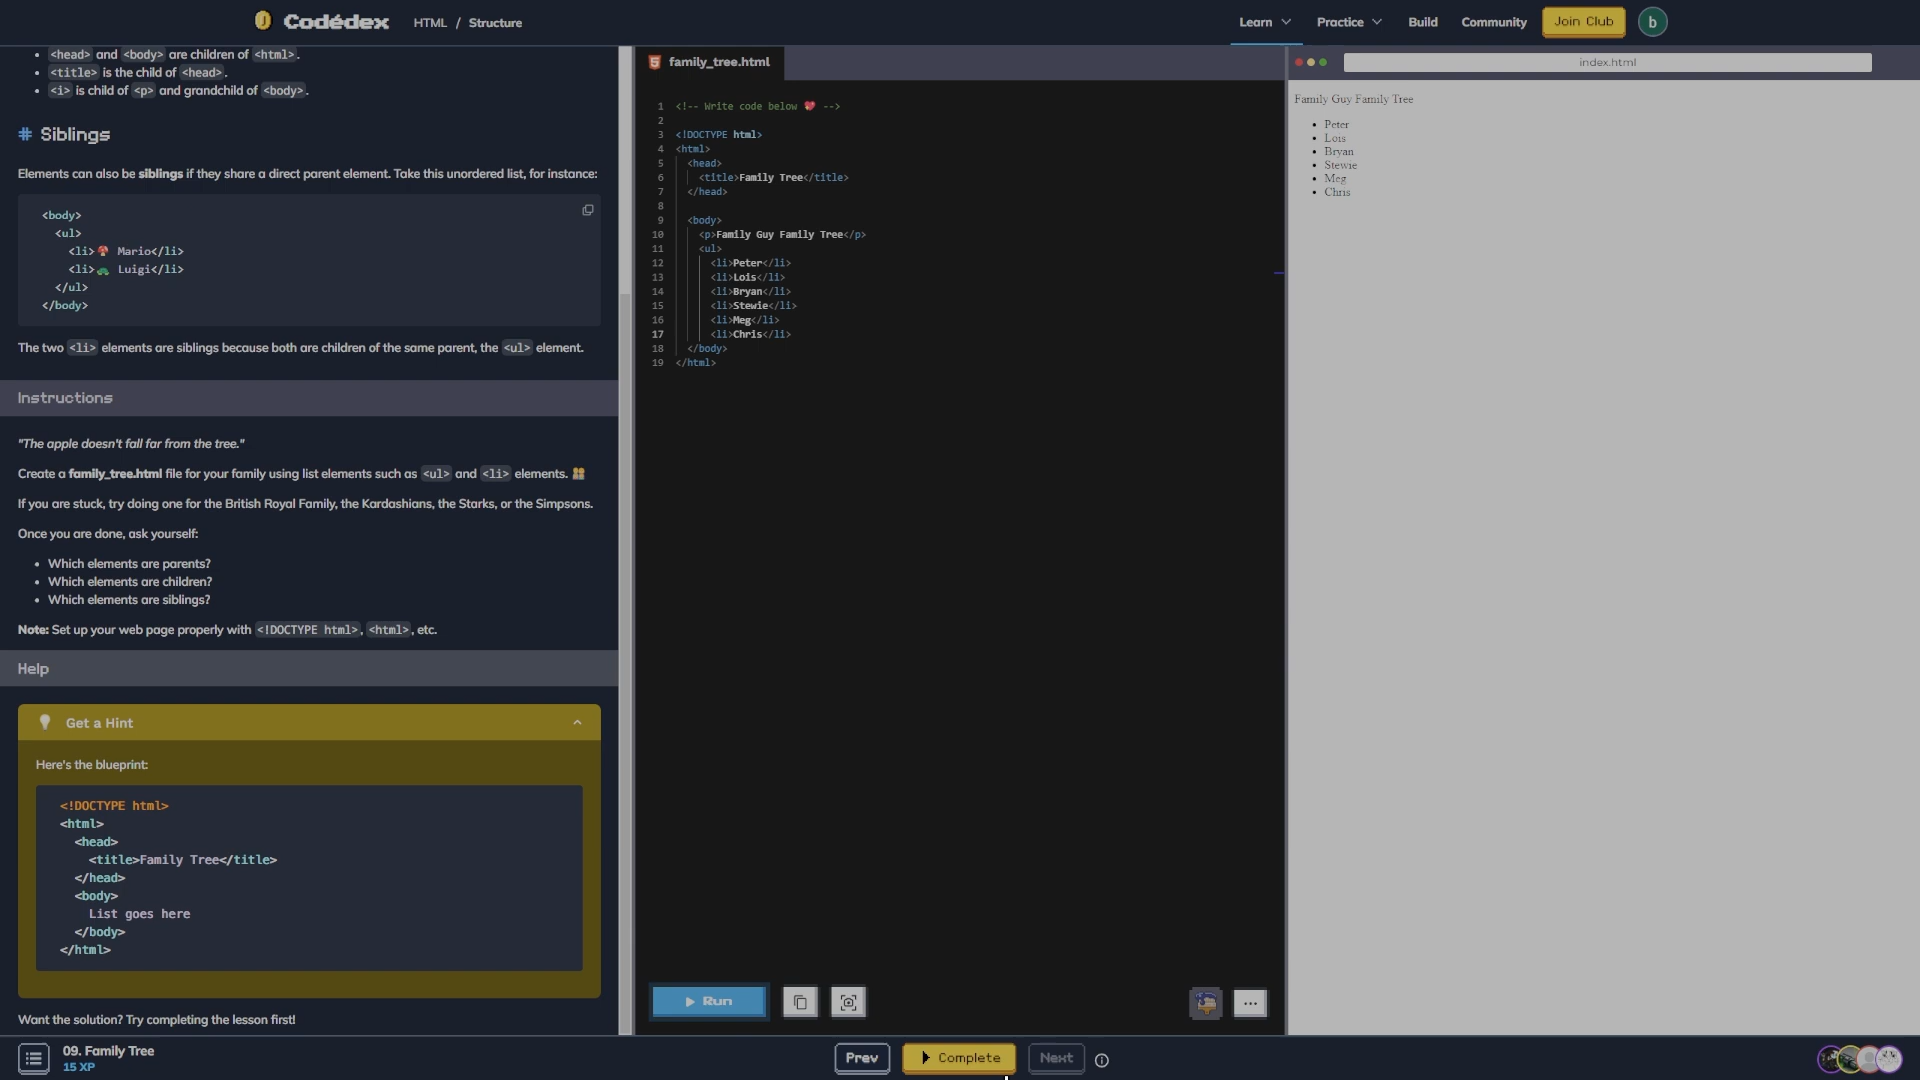 Codédex
HTML / Structure
Learn
Practice
Build
Community
Join Club
b
<head> and <body> are children of <html>.
<title> is the child of <head>.
<i> is child of <p> and grandchild of <body>.
# Siblings
Elements can also be siblings if they share a direct parent element. Take this unordered list, for instance:
<body>
<ul>
<li>🍄 Mario</li>
<li>🐢 Luigi</li>
</ul>
</body>
The two <li> elements are siblings because both are children of the same parent, the <ul> element.
Instructions
"The apple doesn't fall far from the tree."
Create a family_tree.html file for your family using list elements such as <ul> and <li> elements.
If you are stuck, try doing one for the British Royal Family, the Kardashians, the Starks, or the Simpsons.
Once you are done, ask yourself:
Which elements are parents?
Which elements are children?
Which elements are siblings?
Note: Set up your web page properly with <!DOCTYPE html>, <html>, etc.
Help
Get a Hint
Here's the blueprint:
<!DOCTYPE html>
<html>
<head>
<title>Family Tree</title>
</head>
<body>
List goes here
</body>
</html>
Want the solution? Try completing the lesson first!
family_tree.html
1 <!-- Write code below 💖 -->
2
3 <!DOCTYPE html>
4 <html>
5 <head>
6 <title>Family Tree</title>
7 </head>
8
9 <body>
10 <p>Family Guy Family Tree</p>
11 <ul>
12 <li>Peter</li>
13 <li>Lois</li>
14 <li>Bryan</li>
15 <li>Stewie</li>
16 <li>Meg</li>
17 <li>Chris</li>
18 </body>
19 </html>
Run
index.html
Family Guy Family Tree
Peter
Lois
Bryan
Stewie
Meg
Chris
09. Family Tree
15 XP
Prev
Complete
Next